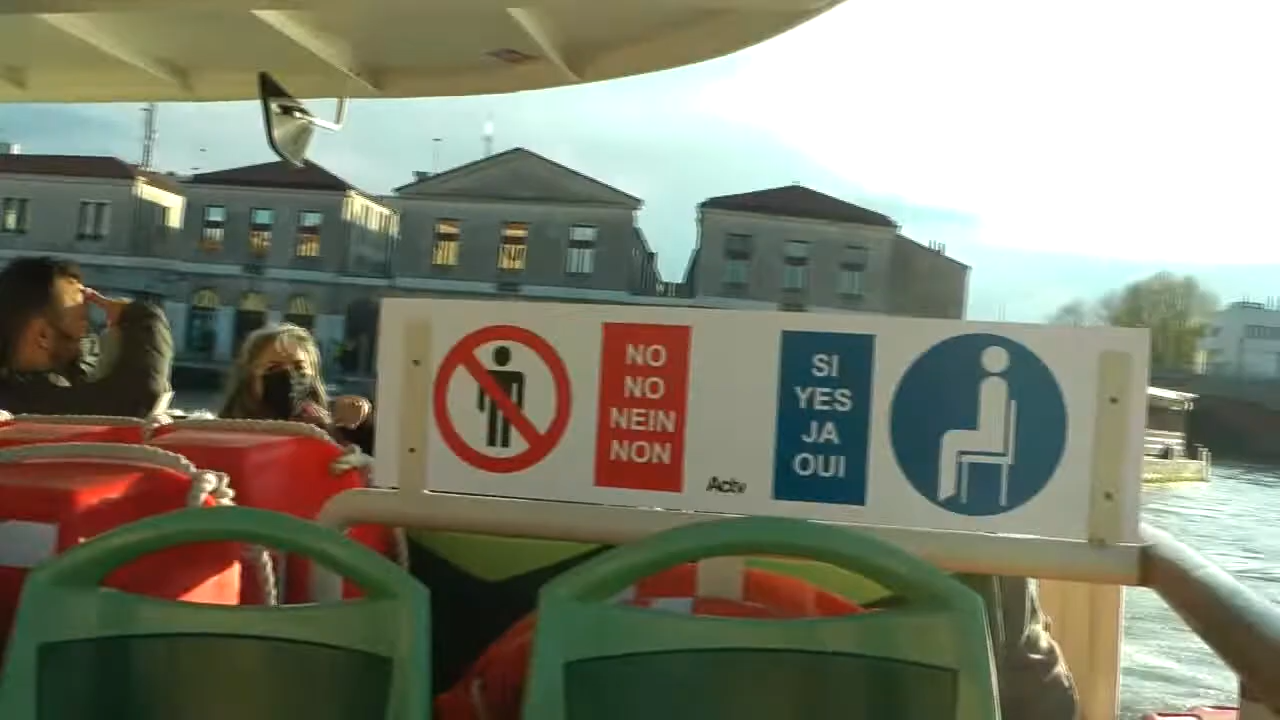 NO
NO
NEIN
NON
SI
YES
JA
OUI
Actv